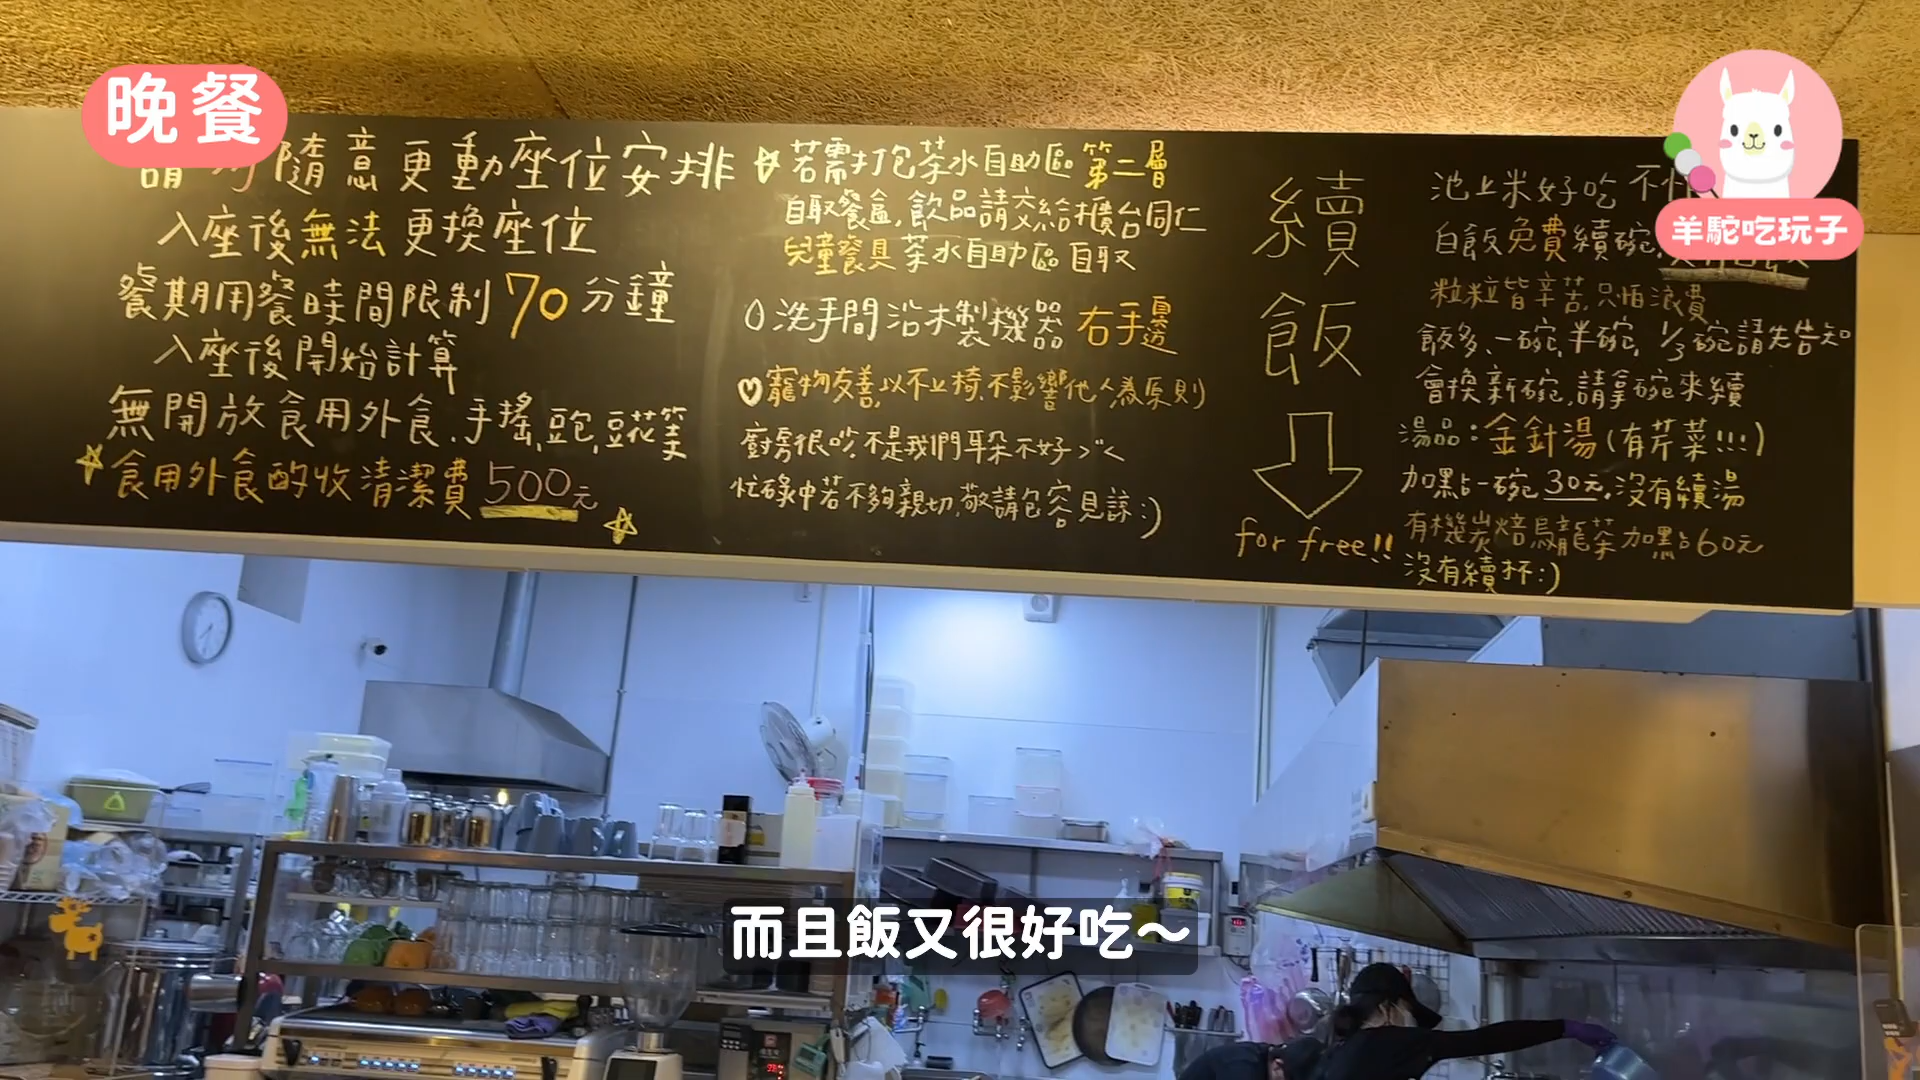 晚餐
羊駝吃玩子
請勿隨意更動座位安排
入座後無法更換座位
餐期用餐時間限制70分鐘
入座後開始計算
無開放食用外食.手搖,豆包,豆花等
食用外食酌收清潔費500元
若需打包茶水自助區第二層
自取餐盒,飲品請交給櫃台同仁
兒童餐具茶水自助區自取
洗手間沿木製機器右手邊
寵物友善,以不上椅,不影響他人為原則
廚房很吵不是我們耳朵不好
忙碌中若不夠親切,敬請包容見諒:)
續飯
for free!!
池上米好吃
白飯免費續碗,
粒粒皆辛苦,只怕浪費
飯多、一碗、半碗、1/3碗請先告知
會換新碗,請拿碗來續
湯品:金針湯(有芹菜!!!)
加點一碗30元,沒有續湯
有機炭焙烏龍茶加點60元
沒有續杯:)
而且飯又很好吃～